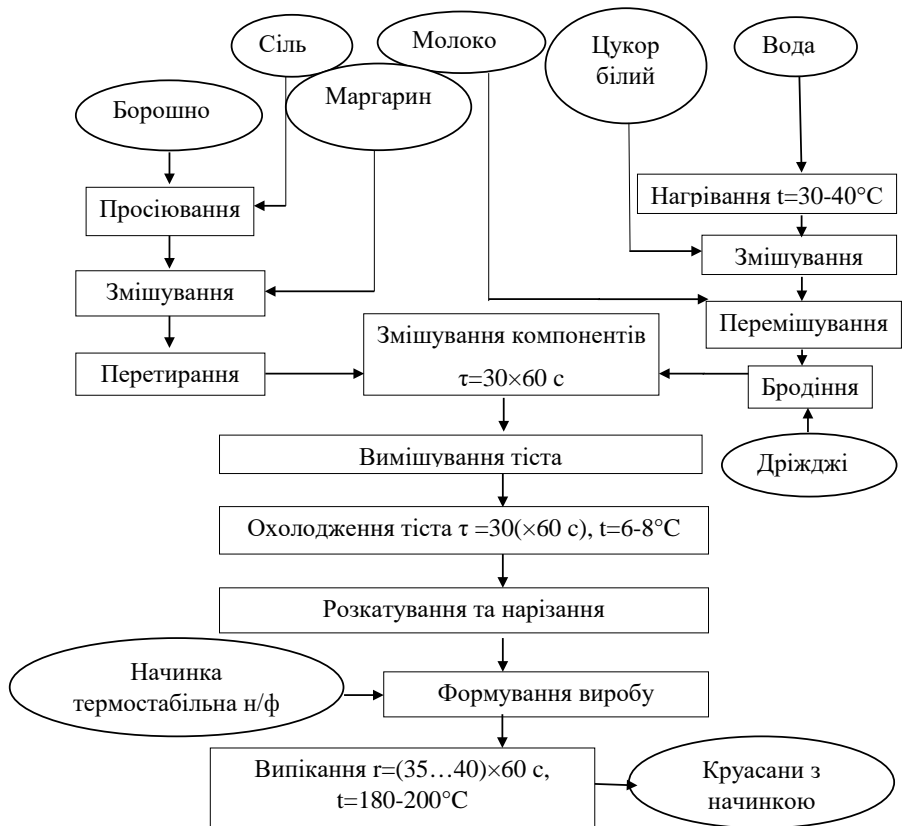 Сіль
Молоко
Цукор
білий
Вода
Маргарин
Борошно
Нагрівання t=30-40°C
Просіювання
Змішування
Змішування
Перемішування
Змішування компонентів
τ=30×60 с
Перетирання
Бродіння
Вимішування тіста
Дріжджі
Охолодження тіста τ =30(×60 с), t=6-8°C
Розкатування та нарізання
Начинка
термостабільна н/ф
Формування виробу
Випікання r=(35…40)×60 с,
t=180-200°C
Круасани з
начинкою